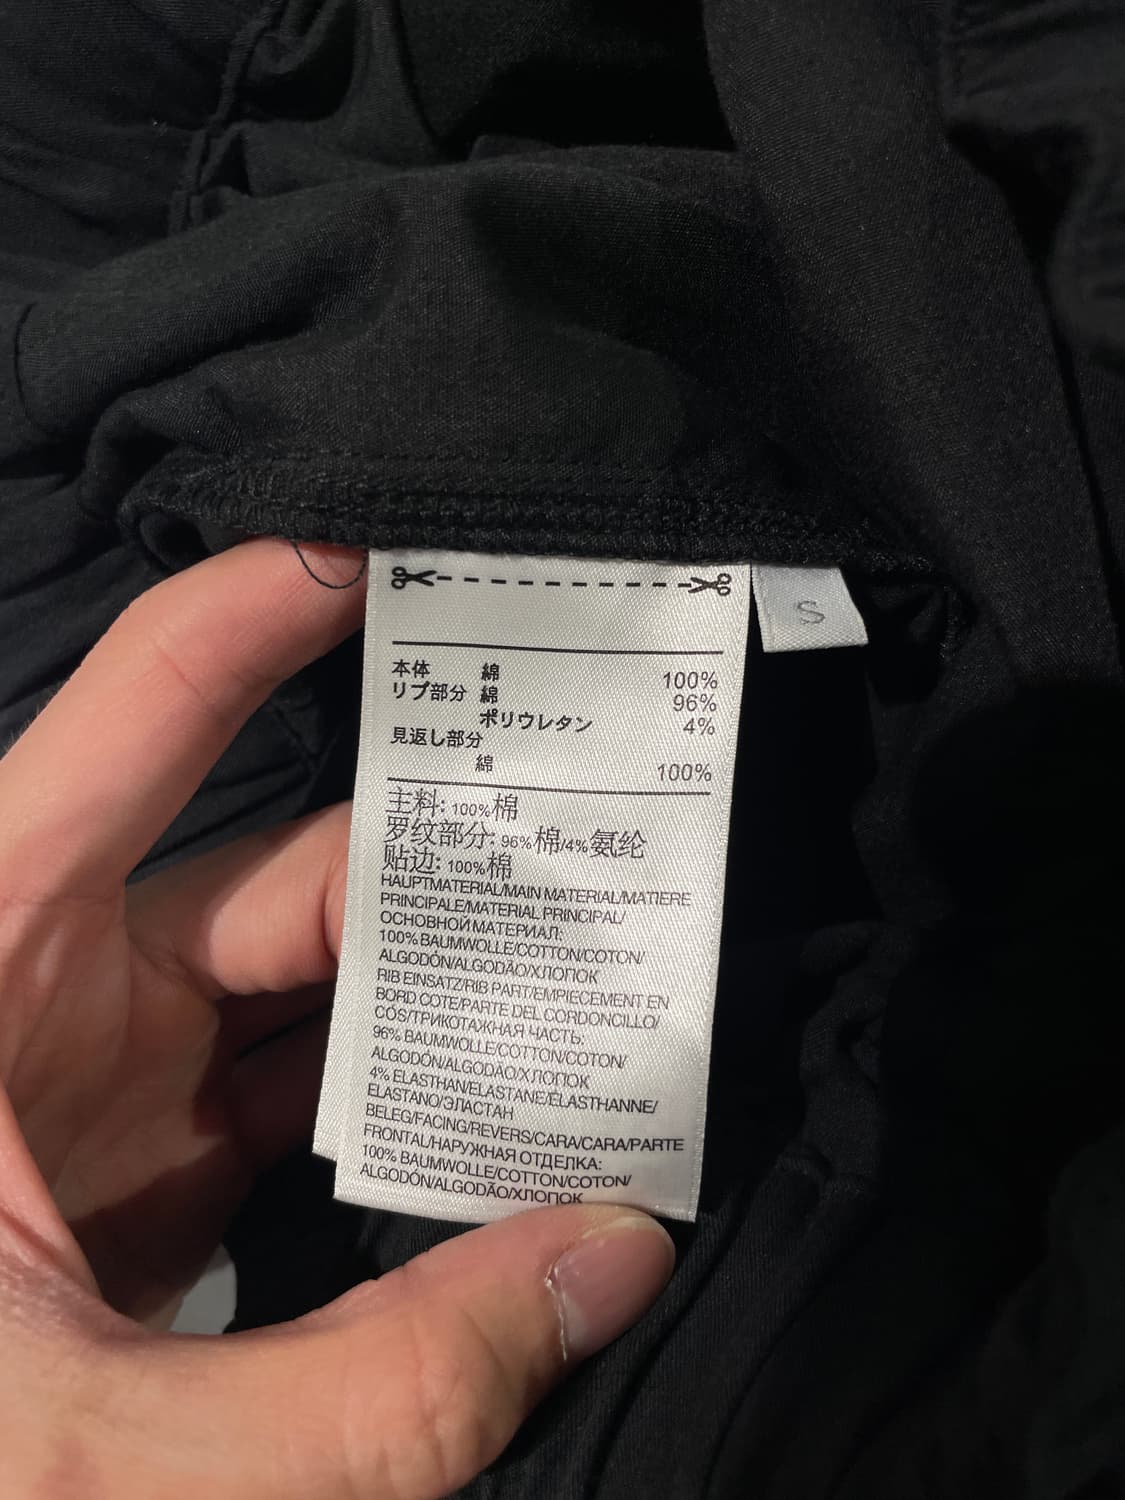 S
本体 綿 100%
リブ部分 綿 96%
ポリウレタン 4%
見返し部分
綿 100%
主料: 100%棉
罗纹部分: 96%棉/4%氨纶
贴边: 100%棉
HAUPTMATERIAL/MAIN MATERIAL/MATIERE
PRINCIPALE/MATERIAL PRINCIPAL/
ОСНОВНОЙ МАТЕРИАЛ:
100% BAUMWOLLE/COTTON/COTON/
ALGODÓN/ALGODÃO/ХЛОПОК
RIB EINSATZ/RIB PART/EMPIECEMENT EN
BORD COTE/PARTE DEL CORDONCILLO/
CÓS/ТРИКОТАЖНАЯ ЧАСТЬ:
96% BAUMWOLLE/COTTON/COTON/
ALGODÓN/ALGODÃO/ХЛОПОК
4% ELASTHAN/ELASTANE/ÉLASTHANNE/
ELASTANO/ЭЛАСТАН
BELEG/FACING/REVERS/CARA/CARA/PARTE
FRONTAL/НАРУЖНАЯ ОТДЕЛКА:
100% BAUMWOLLE/COTTON/COTON/
ALGODÓN/ALGODÃO/ХЛОПОК